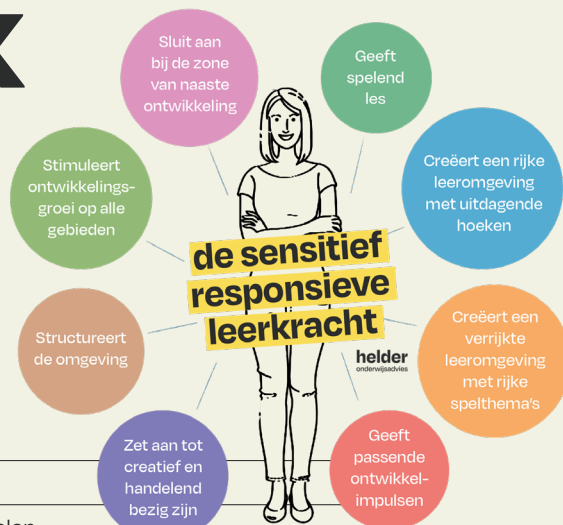 Sluit aan
bij de zone
van naaste
ontwikkeling
Geeft
spelend
les
Stimuleert
ontwikkelings-
groei op alle
gebieden
Creëert een rijke
leeromgeving
met uitdagende
hoeken
de sensitief
responsieve
leerkracht
Structureert
de omgeving
Creëert een
verrijkte
leeromgeving
met rijke
spelthema's
helder
onderwijsadvies
Zet aan tot
creatief en
handelend
bezig zijn
Geeft
passende
ontwikkel-
impulsen